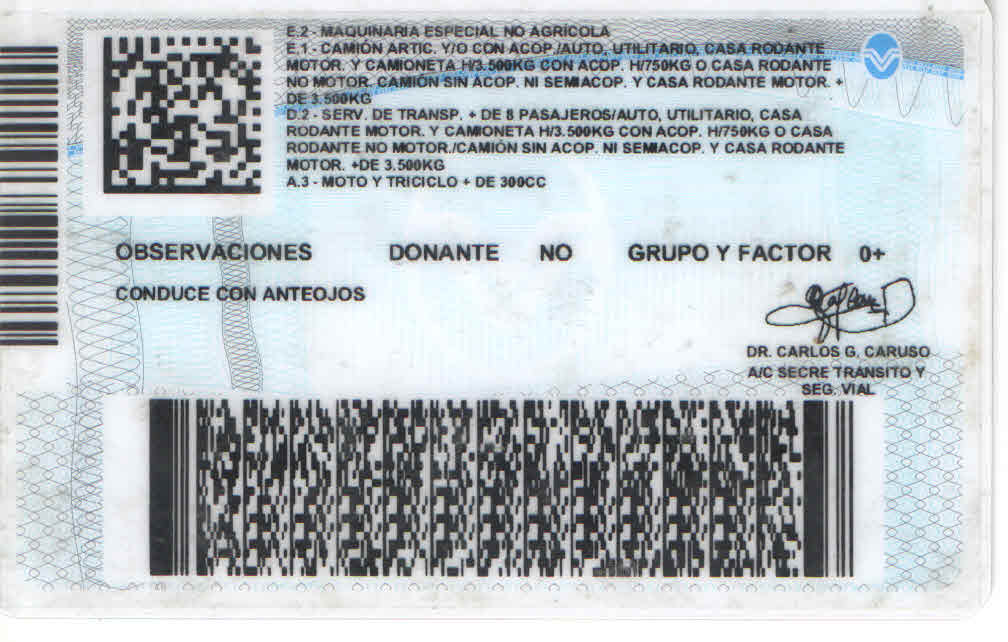 E.2 - MAQUINARIA ESPECIAL NO AGRÍCOLA
E.1 - CAMIÓN ARTIC. Y/O CON ACOP./AUTO, UTILITARIO, CASA RODANTE
MOTOR. Y CAMIONETA H/3.500KG CON ACOP. H/750KG O CASA RODANTE
NO MOTOR. CAMIÓN SIN ACOP. NI SEMIACOP. Y CASA RODANTE MOTOR. +
DE 3.500KG
D.2 - SERV. DE TRANSP. + DE 8 PASAJEROS/AUTO, UTILITARIO, CASA
RODANTE MOTOR. Y CAMIONETA H/3.500KG CON ACOP. H/750KG O CASA
RODANTE NO MOTOR./CAMIÓN SIN ACOP. NI SEMIACOP. Y CASA RODANTE
MOTOR. +DE 3.500KG
A.3 - MOTO Y TRICICLO + DE 300CC
OBSERVACIONES DONANTE NO GRUPO Y FACTOR 0+
CONDUCE CON ANTEOJOS
DR. CARLOS G. CARUSO
A/C SECRE TRANSITO Y
SEG. VIAL